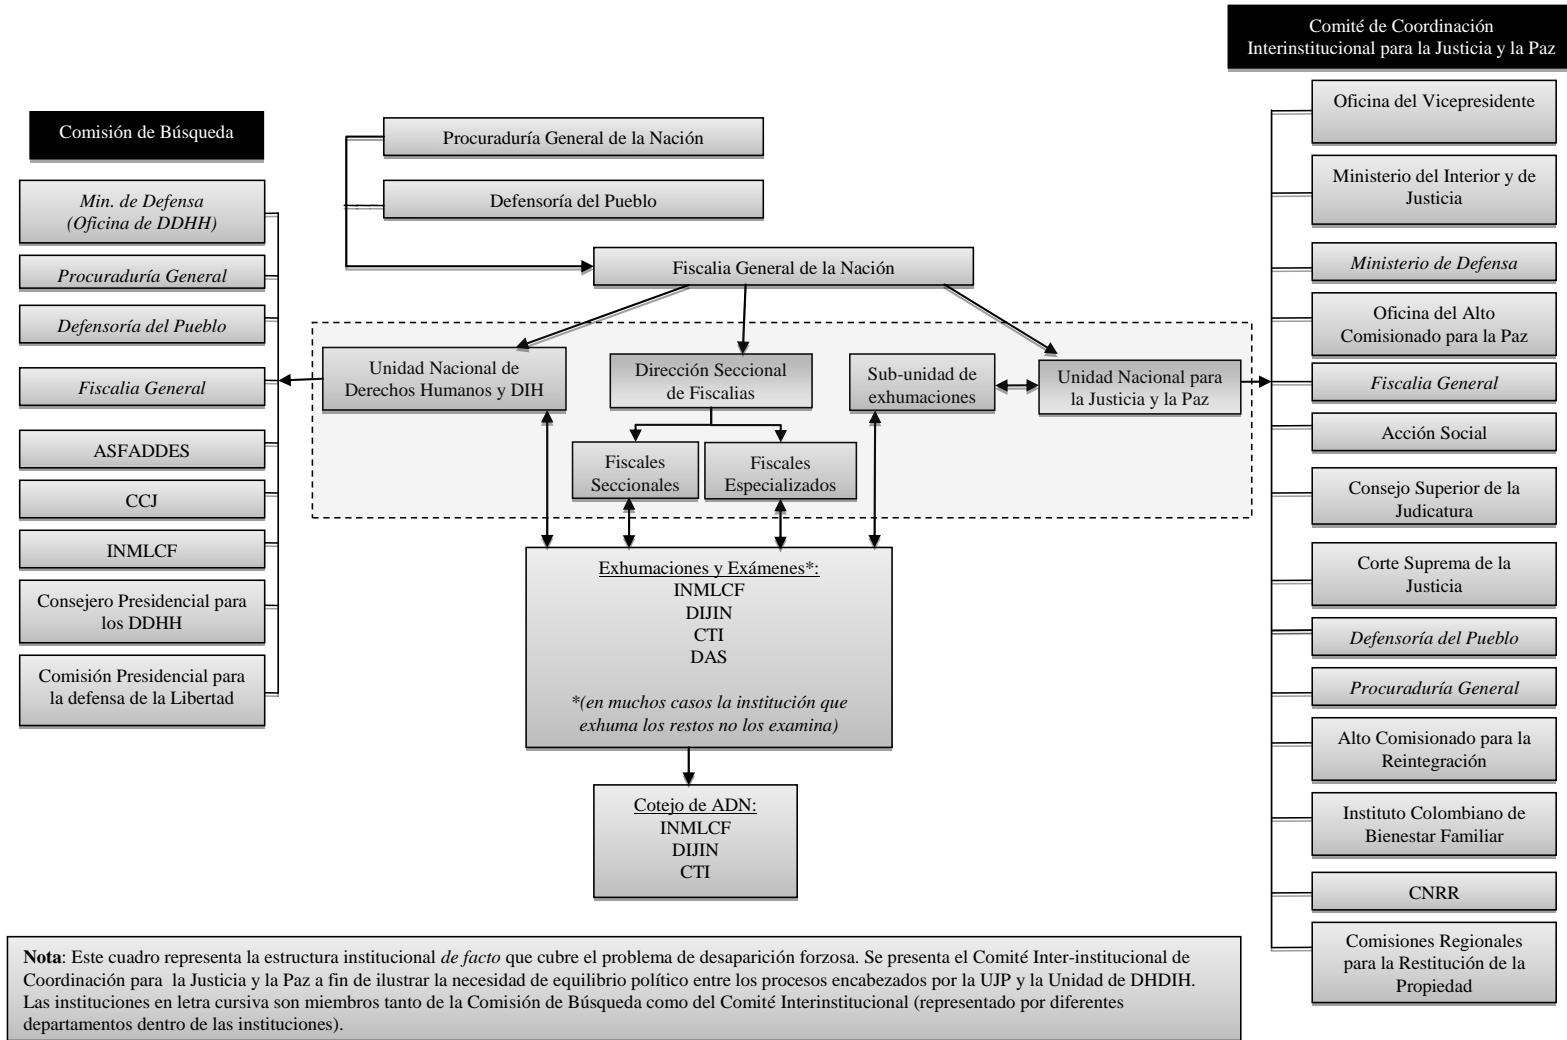 Comité de Coordinación
Interinstitucional para la Justicia y la Paz
Oficina del Vicepresidente
Ministerio del Interior y de
Justicia
Ministerio de Defensa
Oficina del Alto
Comisionado para la Paz
Fiscalia General
Acción Social
Consejo Superior de la
Judicatura
Corte Suprema de la
Justicia
Defensoría del Pueblo
Procuraduría General
Alto Comisionado para la
Reintegración
Instituto Colombiano de
Bienestar Familiar
CNRR
Comisiones Regionales
para la Restitución de la
Propiedad
Comisión de Búsqueda
Min. de Defensa
(Oficina de DDHH)
Procuraduría General
Defensoría del Pueblo
Fiscalia General
ASFADDES
CCJ
INMLCF
Consejero Presidencial para
los DDHH
Comisión Presidencial para
la defensa de la Libertad
Procuraduría General de la Nación
Defensoría del Pueblo
Fiscalia General de la Nación
Unidad Nacional de
Derechos Humanos y DIH
Dirección Seccional
de Fiscalias
Sub-unidad de
exhumaciones
Unidad Nacional para
la Justicia y la Paz
Fiscales
Seccionales
Fiscales
Especializados
Exhumaciones y Exámenes*:
INMLCF
DIJIN
CTI
DAS
*(en muchos casos la institución que
exhuma los restos no los examina)
Cotejo de ADN:
INMLCF
DIJIN
CTI
Nota: Este cuadro representa la estructura institucional de facto que cubre el problema de desaparición forzosa. Se presenta el Comité Inter-institucional de
Coordinación para la Justicia y la Paz a fin de ilustrar la necesidad de equilibrio político entre los procesos encabezados por la UJP y la Unidad de DHDIH.
Las instituciones en letra cursiva son miembros tanto de la Comisión de Búsqueda como del Comité Interinstitucional (representado por diferentes
departamentos dentro de las instituciones).